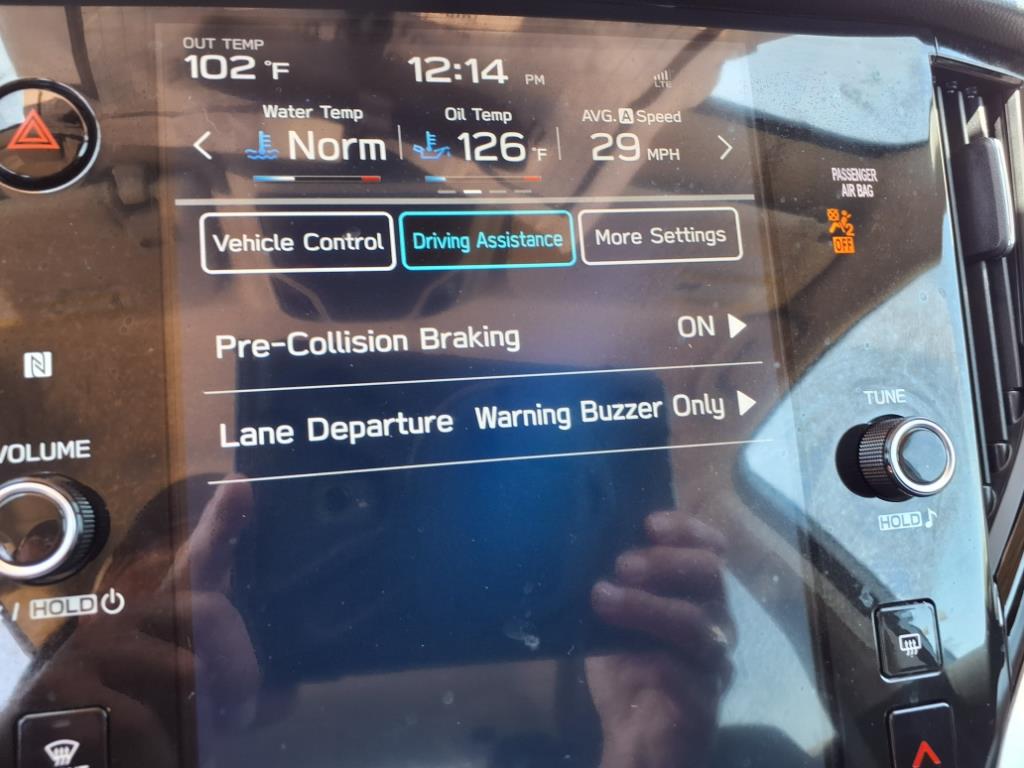 OUT TEMP
102 °F
12:14 PM
LTE
Water Temp
Oil Temp
AVG. A Speed
Norm
126 °F
29 MPH
PASSENGER
AIR BAG
2
OFF
Vehicle Control
Driving Assistance
More Settings
Pre-Collision Braking ON
Lane Departure Warning Buzzer Only
N
TUNE
VOLUME
HOLD
/ HOLD